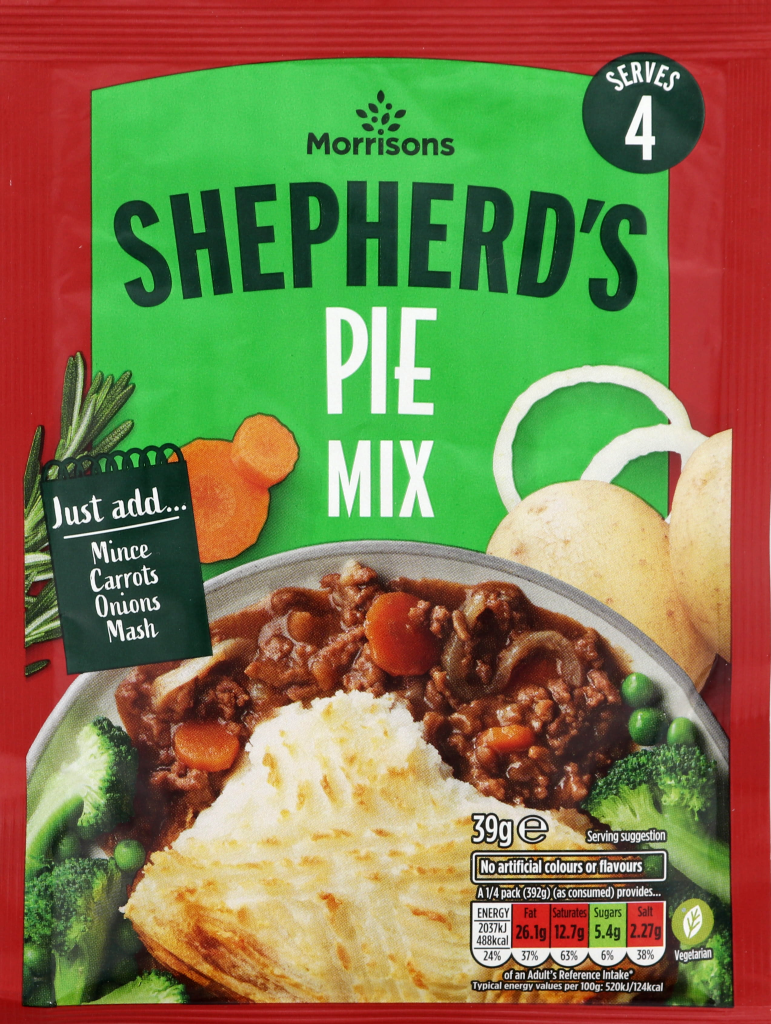 SERVES
4
Morrisons
SHEPHERD'S
PIE
MIX
Just add...
Mince
Carrots
Onions
Mash
39g ℮
Serving suggestion
No artificial colours or flavours
A 1/4 pack (392g) (as consumed) provides...
ENERGY Fat Saturates Sugars Salt
2037kJ 26.1g 12.7g 5.4g 2.27g
488kcal
24% 37% 63% 6% 38%
Vegetarian
of an Adult's Reference Intake*
Typical energy values per 100g: 520kJ/124kcal